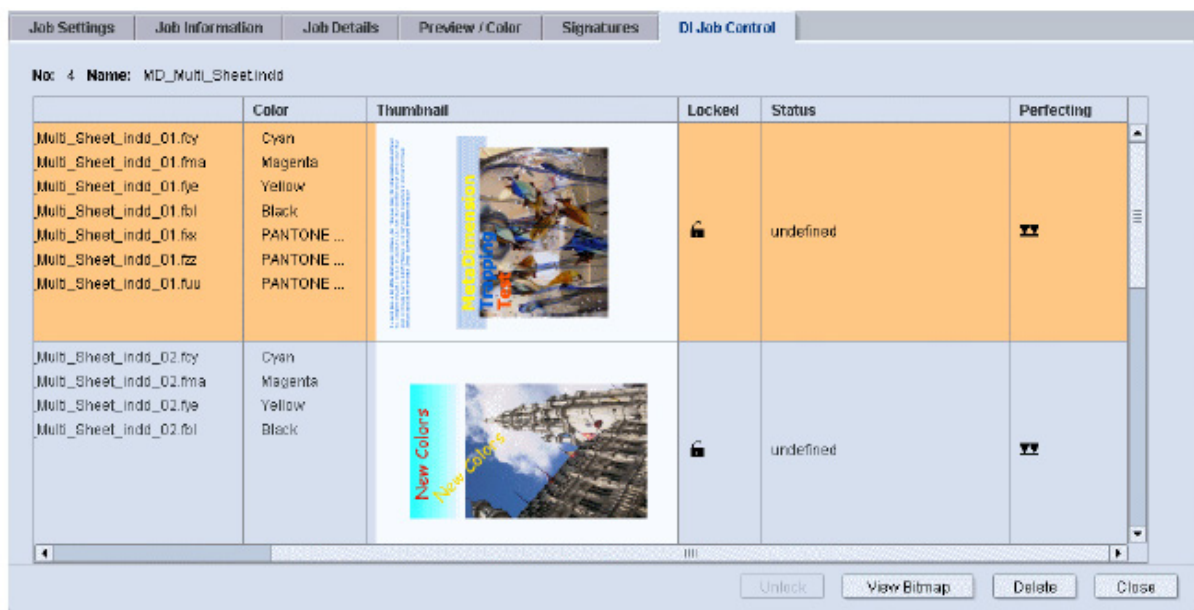 Job Settings Job Information Job Details Preview / Color Signatures DI Job Control
No: 4 Name: MD_Multi_Sheet.indd
Color Thumbnail Locked Status Perfecting
_Multi_Sheet_indd_01.fcy Cyan
_Multi_Sheet_indd_01.fma Magenta
_Multi_Sheet_indd_01.fye Yellow
_Multi_Sheet_indd_01.fbl Black
_Multi_Sheet_indd_01.fxx PANTONE ...
_Multi_Sheet_indd_01.fzz PANTONE ...
_Multi_Sheet_indd_01.fuu PANTONE ...
MetaDimension
Trapping
Test
undefined
_Multi_Sheet_indd_02.fcy Cyan
_Multi_Sheet_indd_02.fma Magenta
_Multi_Sheet_indd_02.fye Yellow
_Multi_Sheet_indd_02.fbl Black
New Colors
New Colors
undefined
Unlock View Bitmap Delete Close